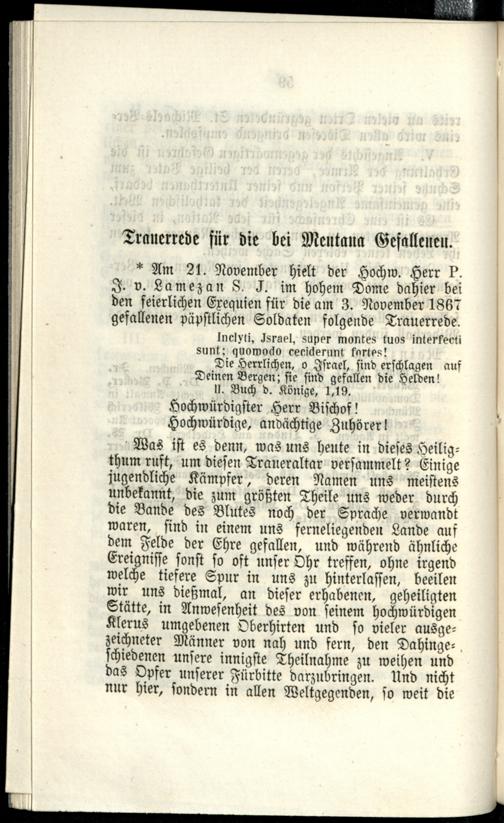 Trauerrede für die bei Mentana Gefallenen.
* Am 21. November hielt der Hochw. Herr P.
J. v. Lamezan S. J. im hohem Dome dahier bei
den feierlichen Exequien für die am 3. November 1867
gefallenen päpstlichen Soldaten folgende Trauerrede.
Inclyti, Jsrael, super montes tuos interfecti
sunt; quomodo ceciderunt fortes!
Die Herrlichen, o Israel, sind erschlagen auf
Deinen Bergen; sie sind gefallen die Helden!
II. Buch d. Könige, 1,19.
Hochwürdigster Herr Bischof!
Hochwürdige, andächtige Zuhörer!
Was ist es denn, was uns heute in dieses Heilig-
thum ruft, um diesen Traueraltar versammelt? Einige
jugendliche Kämpfer, deren Namen uns meistens
unbekannt, die zum größten Theile uns weder durch
die Bande des Blutes noch der Sprache verwandt
waren, sind in einem uns ferneliegenden Lande auf
dem Felde der Ehre gefallen, und während ähnliche
Ereignisse sonst so oft unser Ohr treffen, ohne irgend
welche tiefere Spur in uns zu hinterlassen, beeilen
wir uns dießmal, an dieser erhabenen, geheiligten
Stätte, in Anwesenheit des von seinem hochwürdigen
Klerus umgebenen Oberhirten und so vieler ausge-
zeichneter Männer von nah und fern, den Dahinge-
schiedenen unsere innigste Theilnahme zu weihen und
das Opfer unserer Fürbitte darzubringen. Und nicht
nur hier, sondern in allen Weltgegenden, so weit die